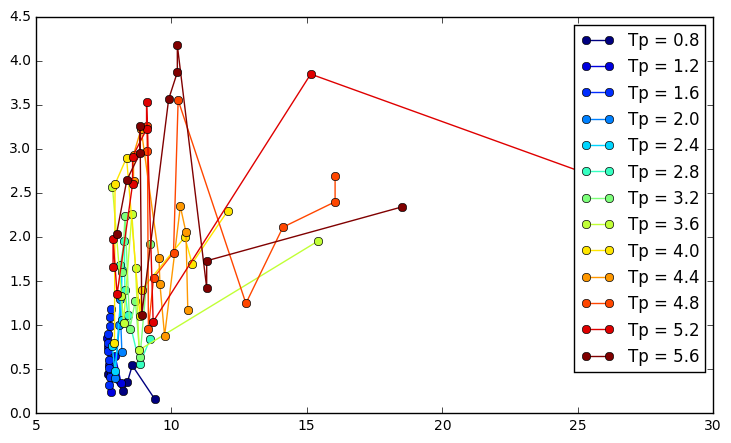 4.5
4.0
3.5
3.0
2.5
2.0
1.5
1.0
0.5
0.0
5 10 15 20 25 30
Tp = 0.8
Tp = 1.2
Tp = 1.6
Tp = 2.0
Tp = 2.4
Tp = 2.8
Tp = 3.2
Tp = 3.6
Tp = 4.0
Tp = 4.4
Tp = 4.8
Tp = 5.2
Tp = 5.6